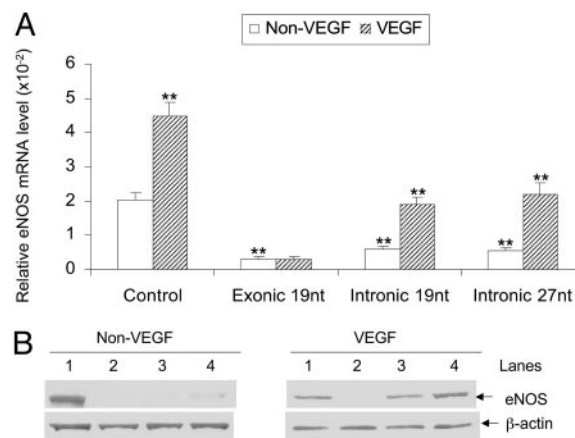 A
Non-VEGF VEGF
Relative eNOS mRNA level (x10-2)
6
5
4
3
2
1
0
**
**
**
**
**
**
Control Exonic 19nt Intronic 19nt Intronic 27nt
B
Non-VEGF VEGF
1 2 3 4 1 2 3 4 Lanes
eNOS
β-actin